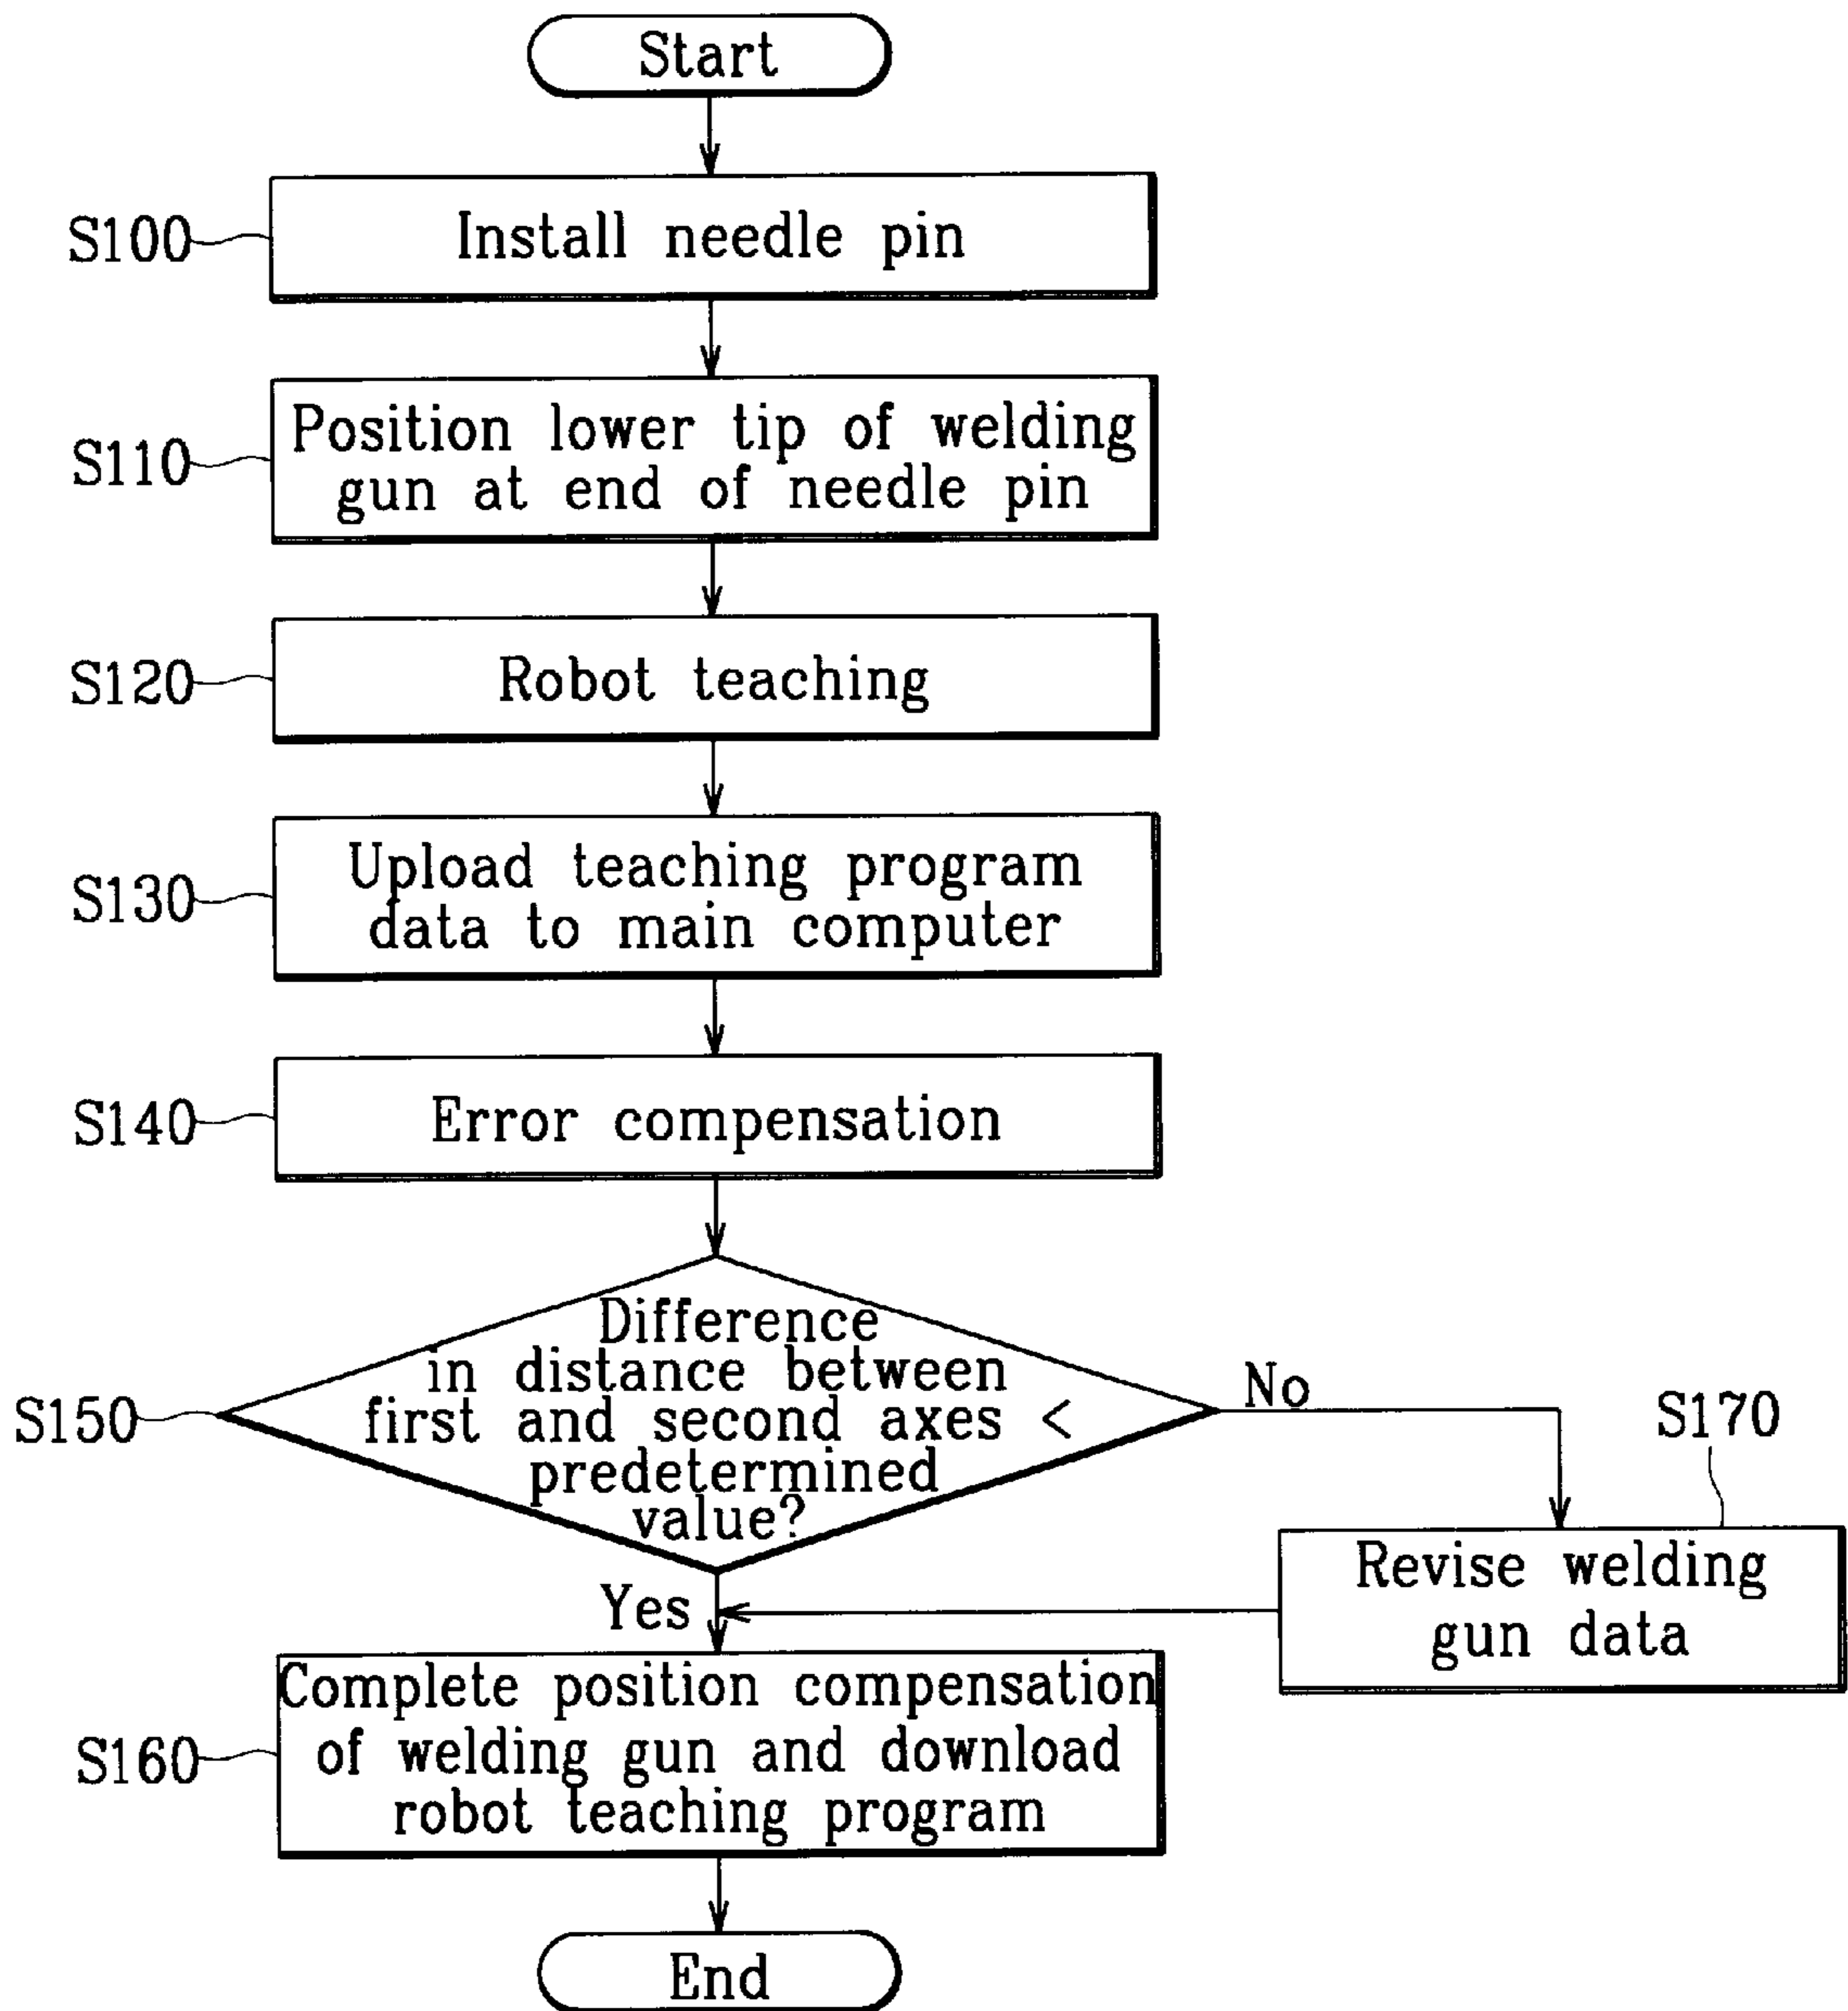 Start
S100
Install needle pin
S110
Position lower tip of welding
gun at end of needle pin
S120
Robot teaching
S130
Upload teaching program
data to main computer
S140
Error compensation
S150
Difference
in distance between
first and second axes <
predetermined
value?
No
S170
Revise welding
gun data
Yes
S160
Complete position compensation
of welding gun and download
robot teaching program
End